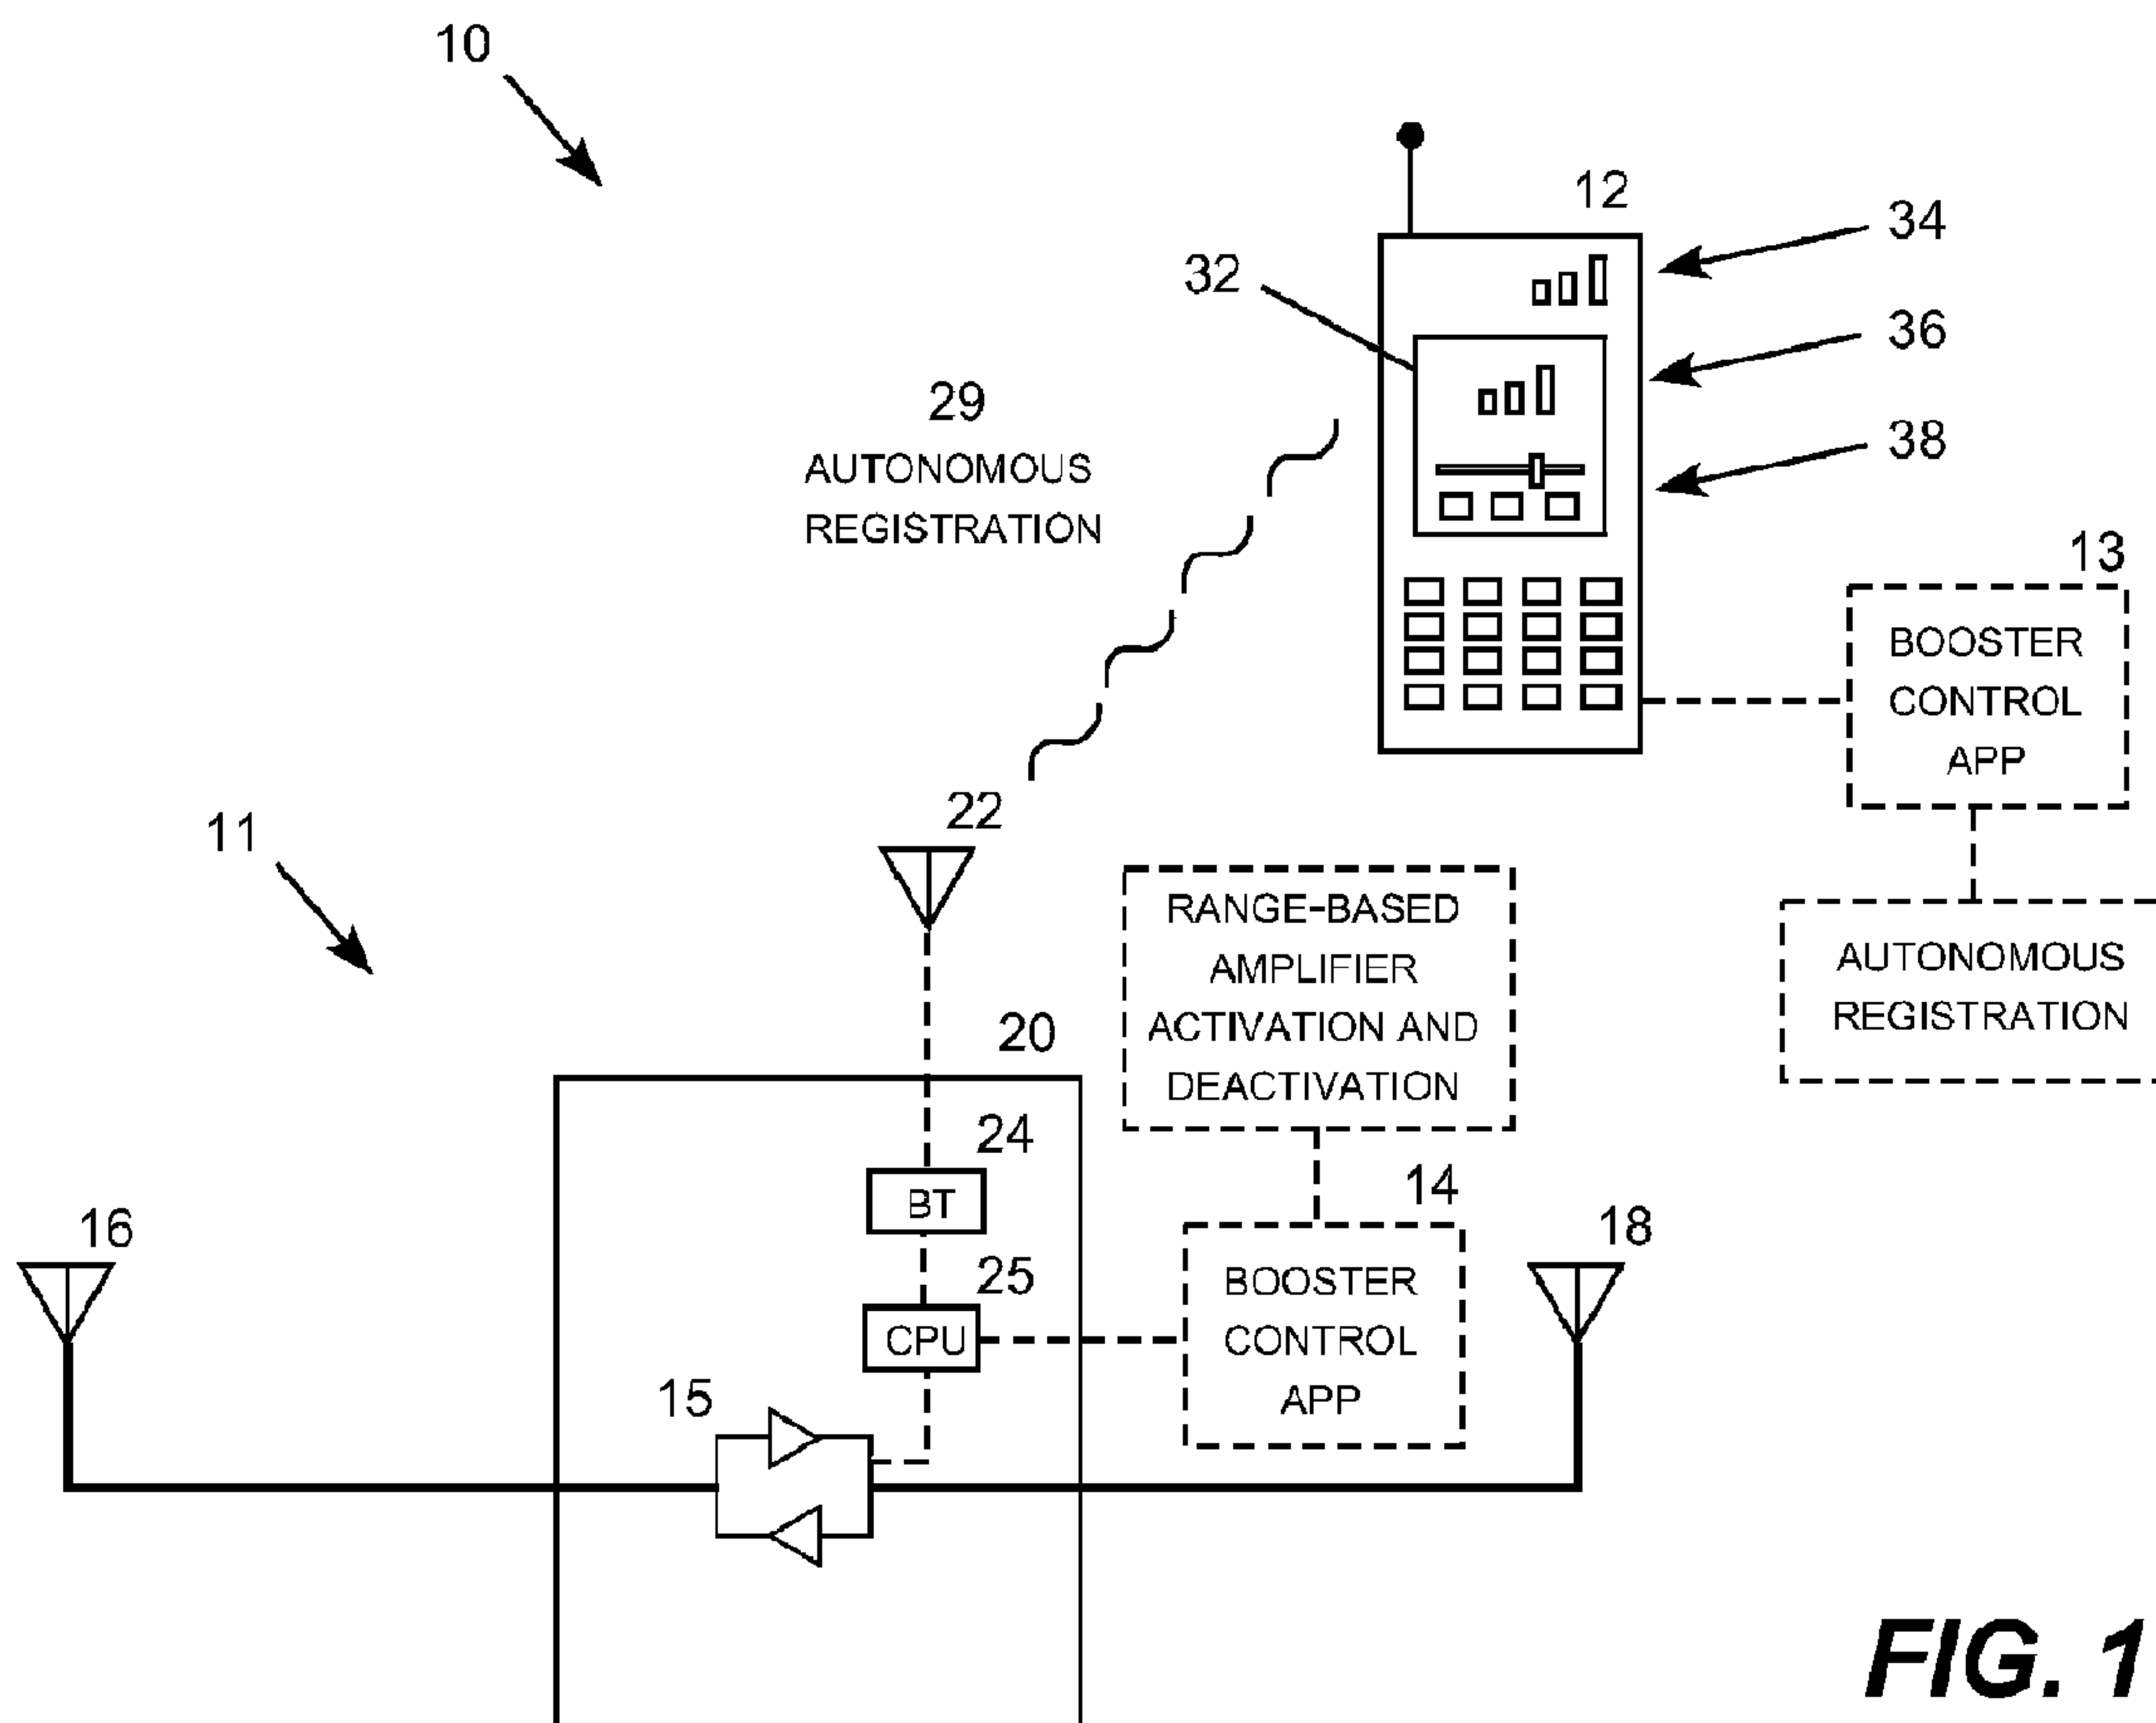 10
12
34
32
36
29
38
AUTONOMOUS
REGISTRATION
13
BOOSTER
CONTROL
APP
22
11
RANGE-BASED
AMPLIFIER
ACTIVATION AND
DEACTIVATION
AUTONOMOUS
REGISTRATION
20
24
BT
14
16
18
25
BOOSTER
CONTROL
APP
CPU
15
FIG. 1